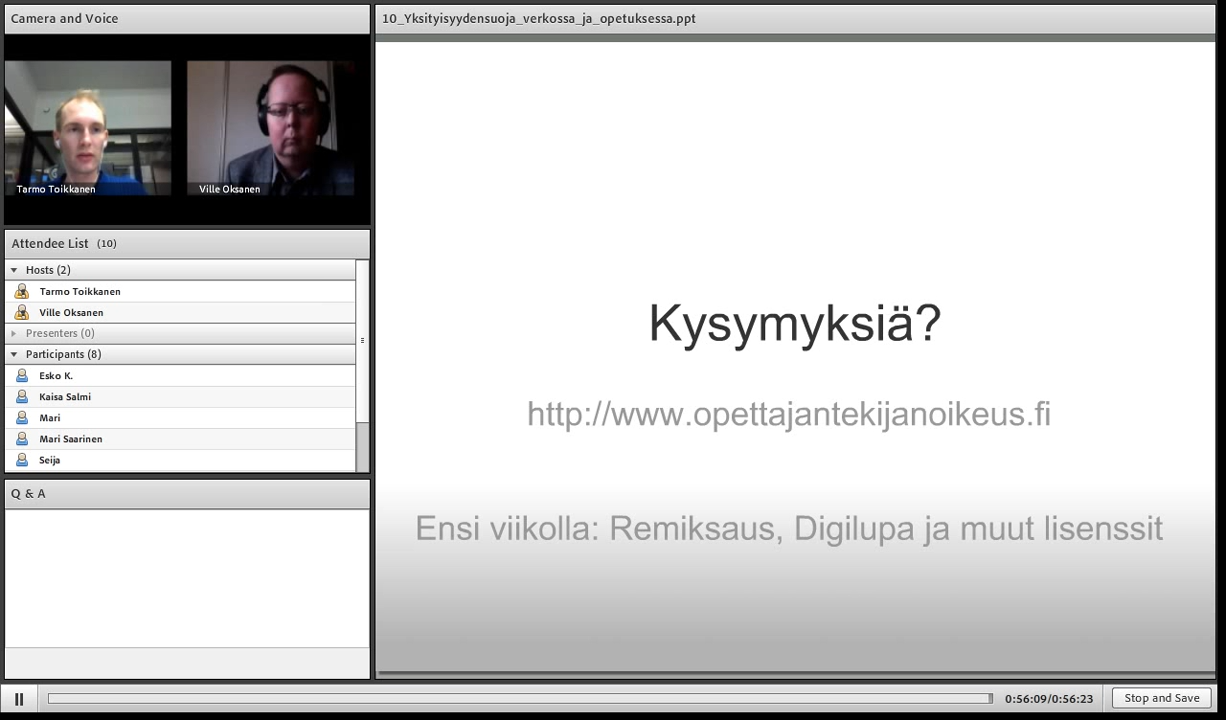 Camera and Voice
Tarmo Toikkanen
Ville Oksanen
Attendee List (10)
Hosts (2)
Tarmo Toikkanen
Ville Oksanen
Presenters (0)
Participants (8)
Esko K.
Kaisa Salmi
Mari
Mari Saarinen
Seija
Q & A
10_Yksityisyydensuoja_verkossa_ja_opetuksessa.ppt
Kysymyksiä?
http://www.opettajantekijanoikeus.fi
Ensi viikolla: Remiksaus, Digilupa ja muut lisenssit
0:56:09/0:56:23
Stop and Save